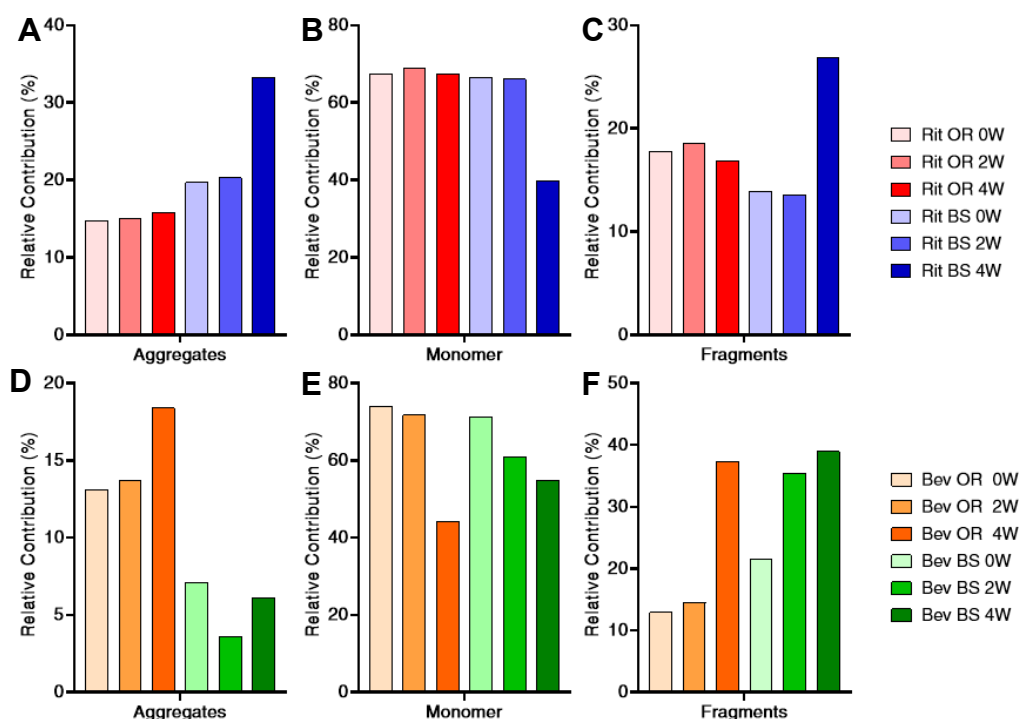 A
Relative Contribution (%)
40
30
20
10
0
Aggregates
B
Relative Contribution (%)
80
60
40
20
0
Monomer
C
Relative Contribution (%)
30
20
10
0
Fragments
Rit OR 0W
Rit OR 2W
Rit OR 4W
Rit BS 0W
Rit BS 2W
Rit BS 4W
D
Relative Contribution (%)
20
15
10
5
0
Aggregates
E
Relative Contribution (%)
80
60
40
20
0
Monomer
F
Relative Contribution (%)
50
40
30
20
10
0
Fragments
Bev OR 0W
Bev OR 2W
Bev OR 4W
Bev BS 0W
Bev BS 2W
Bev BS 4W